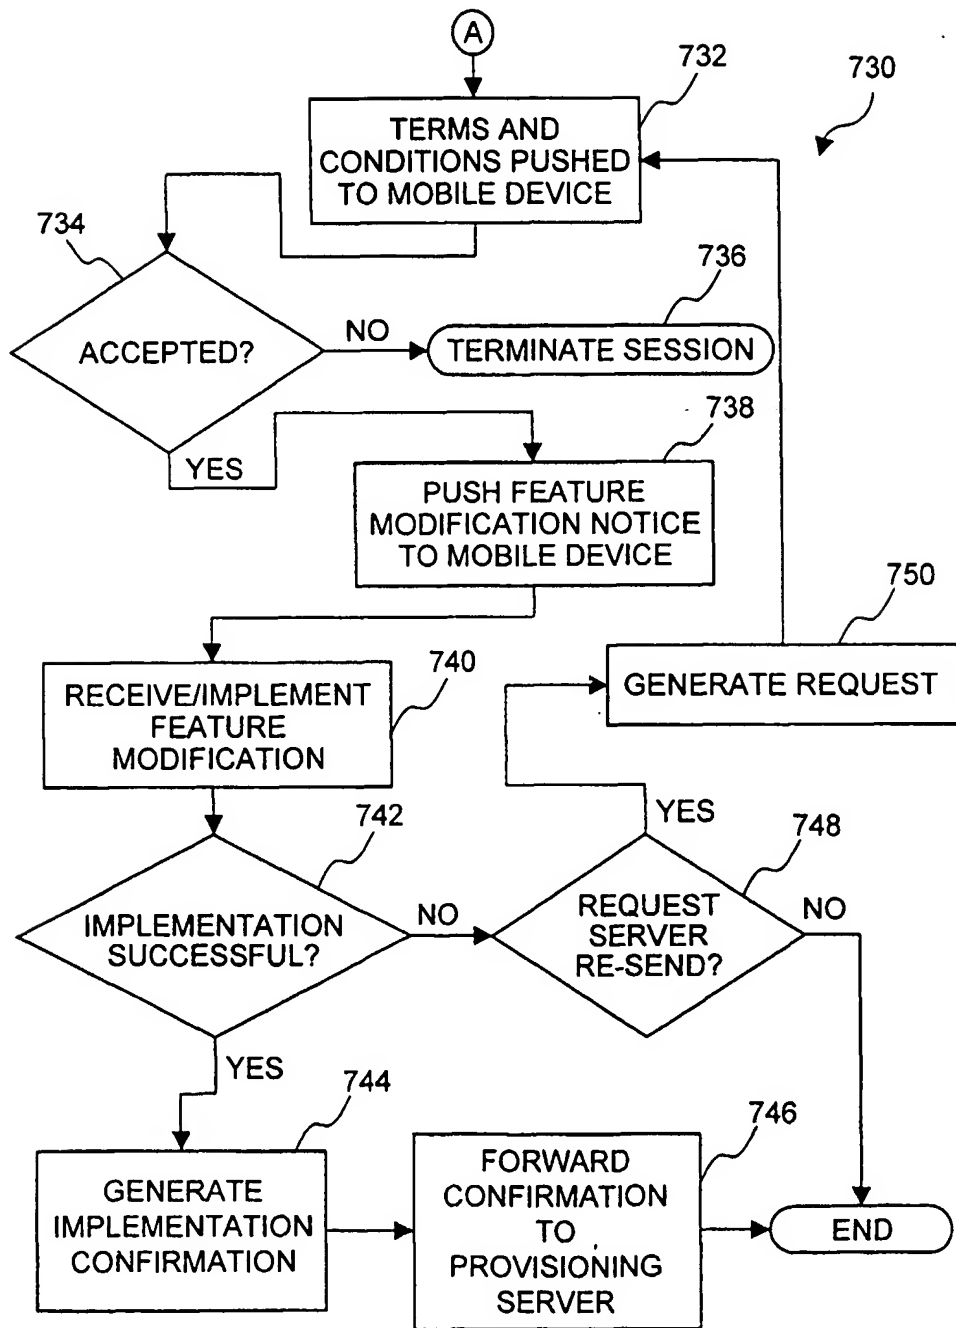 A
732
730
TERMS AND
CONDITIONS PUSHED
TO MOBILE DEVICE
734
736
ACCEPTED?
NO
TERMINATE SESSION
738
YES
PUSH FEATURE
MODIFICATION NOTICE
TO MOBILE DEVICE
750
740
GENERATE REQUEST
RECEIVE/IMPLEMENT
FEATURE
MODIFICATION
742
YES
748
IMPLEMENTATION
SUCCESSFUL?
NO
REQUEST
SERVER
RE-SEND?
NO
YES
744
746
GENERATE
IMPLEMENTATION
CONFIRMATION
FORWARD
CONFIRMATION
TO
PROVISIONING
SERVER
END